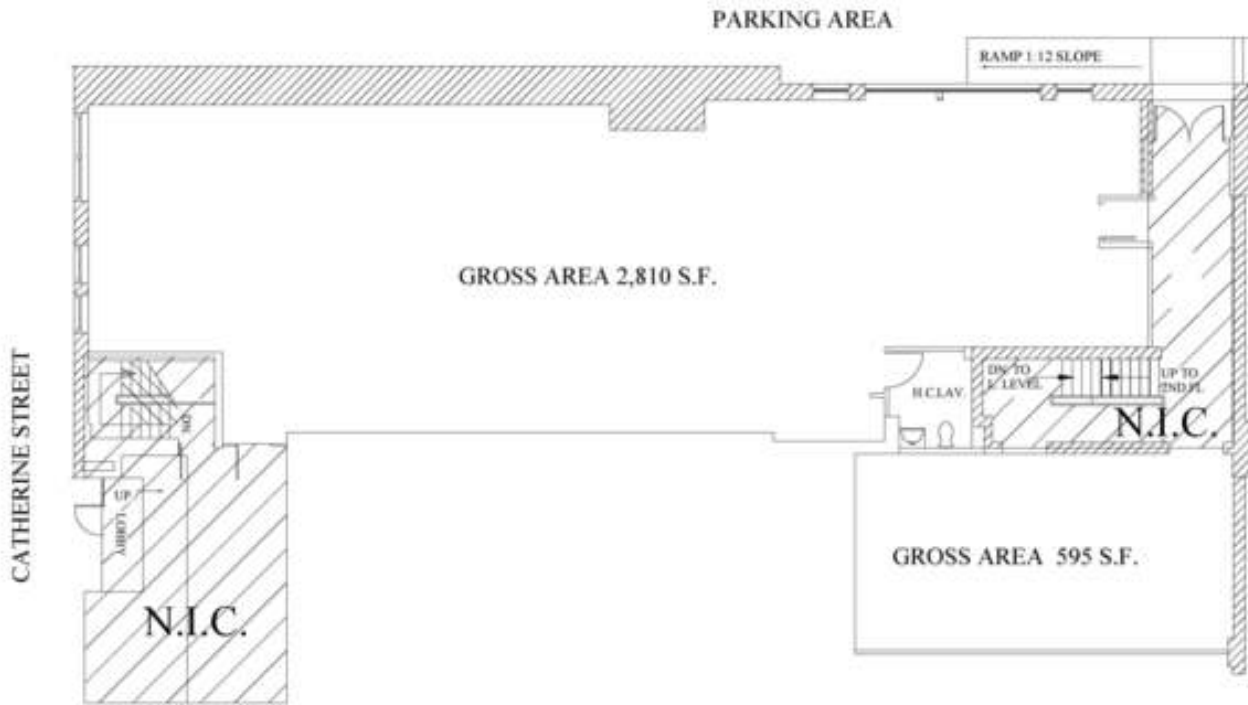 PARKING AREA
RAMP 1:12 SLOPE
GROSS AREA 2,810 S.F.
CATHERINE STREET
DN. TO
L. LEVEL
UP TO
2ND FL.
H.C.LAV.
N.I.C.
DN.
UP
LOBBY
GROSS AREA 595 S.F.
N.I.C.